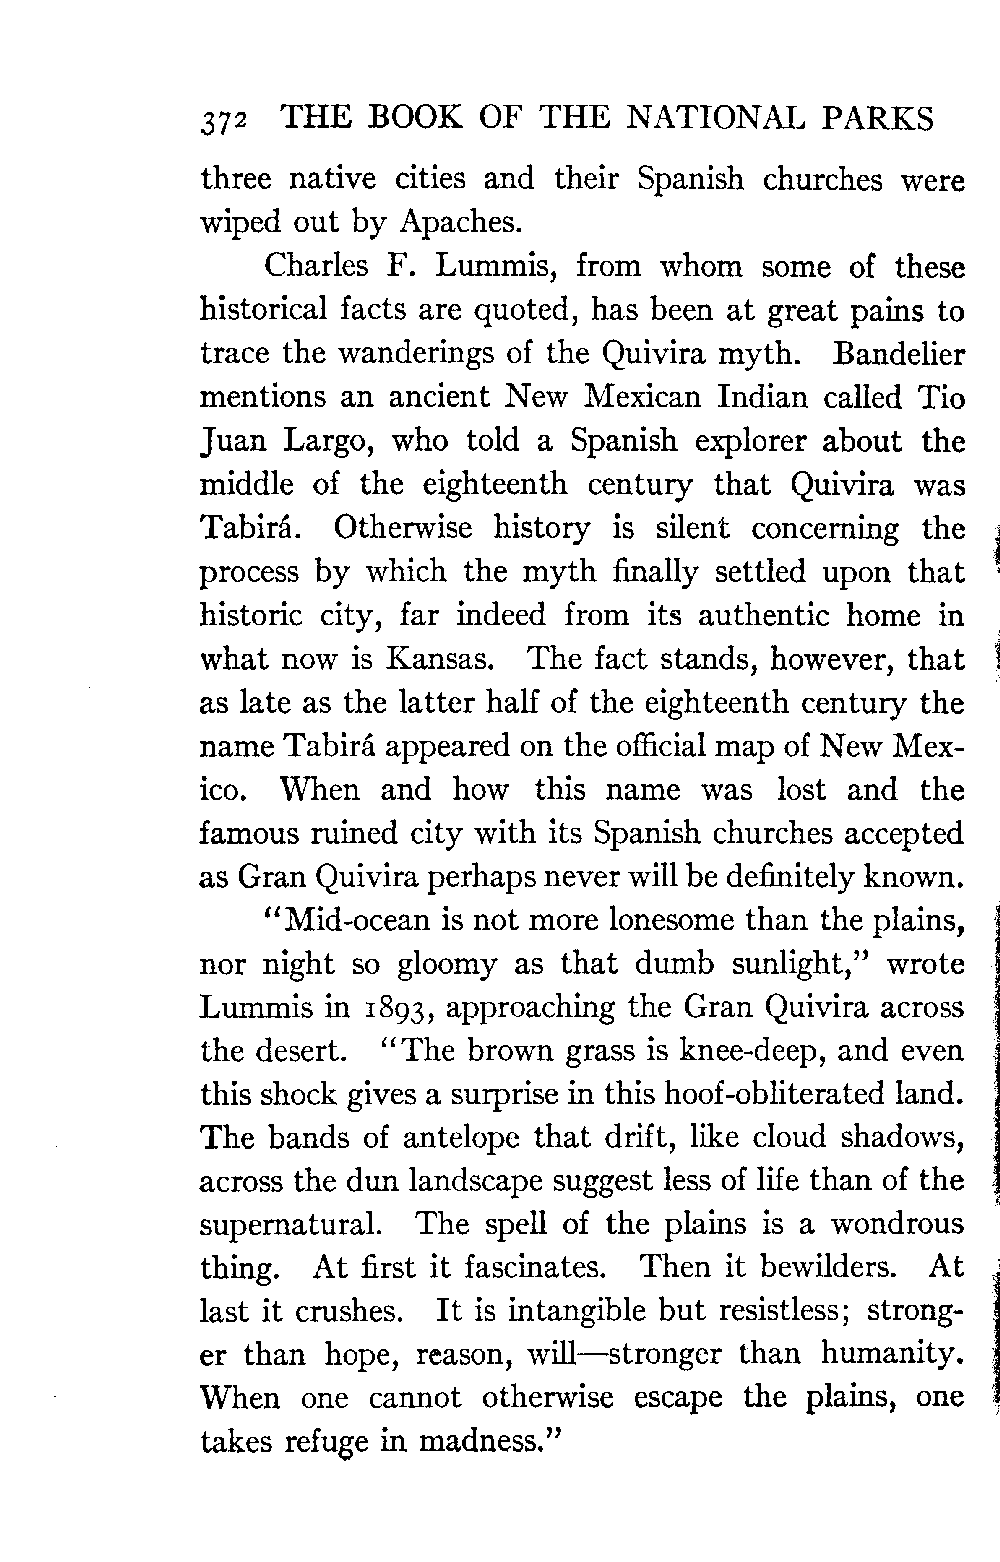 372 THE BOOK OF THE NATIONAL PARKS
three native cities and their Spanish churches were
wiped out by Apaches.
Charles F. Lummis, from whom some of these
historical facts are quoted, has been at great pains to
trace the wanderings of the Quivira myth. Bandelier
mentions an ancient New Mexican Indian called Tio
Juan Largo, who told a Spanish explorer about the
middle of the eighteenth century that Quivira was
Tabirá. Otherwise history is silent concerning the
process by which the myth finally settled upon that
historic city, far indeed from its authentic home in
what now is Kansas. The fact stands, however, that
as late as the latter half of the eighteenth century the
name Tabirá appeared on the official map of New Mex-
ico. When and how this name was lost and the
famous ruined city with its Spanish churches accepted
as Gran Quivira perhaps never will be definitely known.
"Mid-ocean is not more lonesome than the plains,
nor night so gloomy as that dumb sunlight," wrote
Lummis in 1893, approaching the Gran Quivira across
the desert. "The brown grass is knee-deep, and even
this shock gives a surprise in this hoof-obliterated land.
The bands of antelope that drift, like cloud shadows,
across the dun landscape suggest less of life than of the
supernatural. The spell of the plains is a wondrous
thing. At first it fascinates. Then it bewilders. At
last it crushes. It is intangible but resistless; strong-
er than hope, reason, will—stronger than humanity.
When one cannot otherwise escape the plains, one
takes refuge in madness."